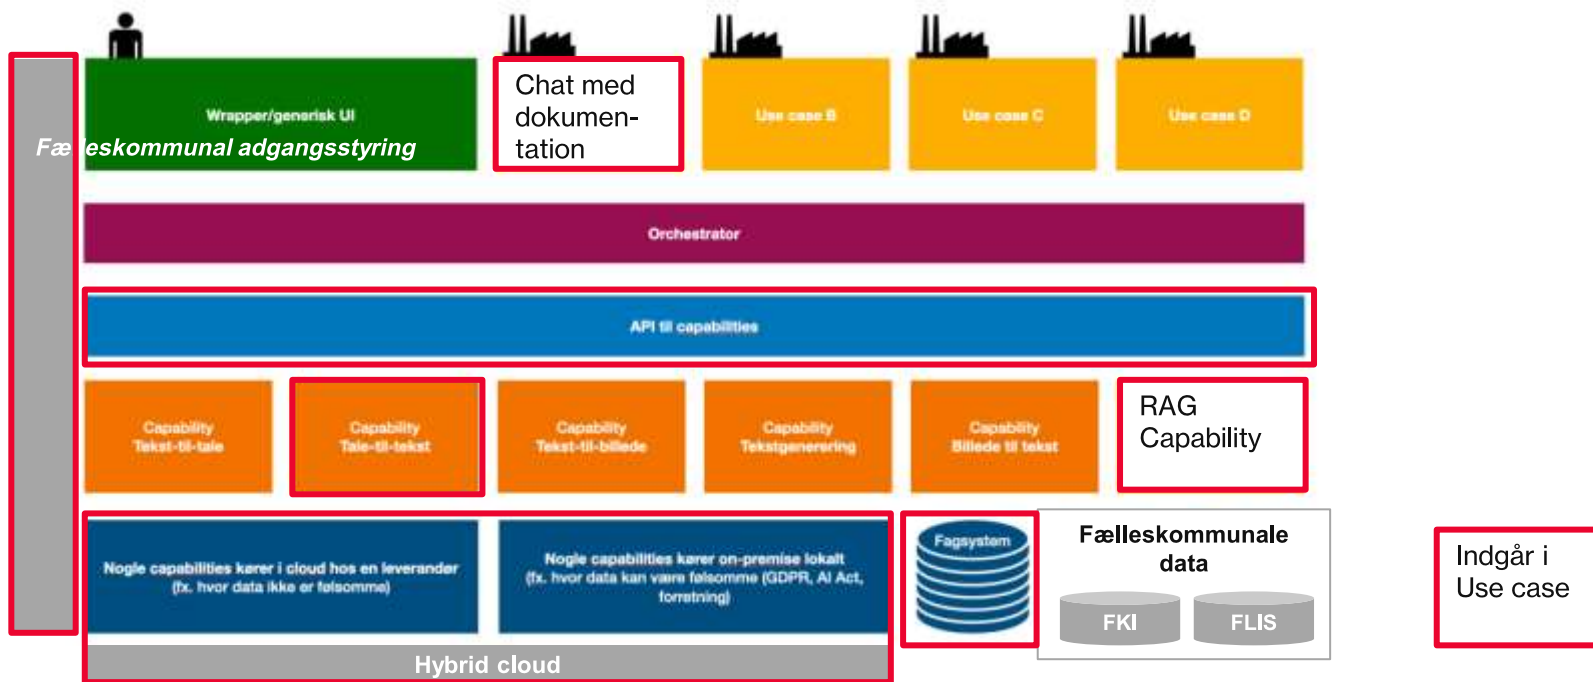 Wrapper/generisk UI
Fælleskommunal adgangsstyring
Chat med
dokumen-
tation
Use case B
Use case C
Use case D
Orchestrator
API til capabilities
Capability
Tekst-til-tale
Capability
Tale-til-tekst
Capability
Tekst-til-billede
Capability
Tekstgenerering
Capability
Billede til tekst
RAG
Capability
Nogle capabilities kører i cloud hos en leverandør
(fx. hvor data ikke er følsomme)
Nogle capabilities kører on-premise lokalt
(fx. hvor data kan være følsomme (GDPR, AI Act,
forretning)
Fagsystem
Fælleskommunale
data
FKI
FLIS
Hybrid cloud
Indgår i
Use case